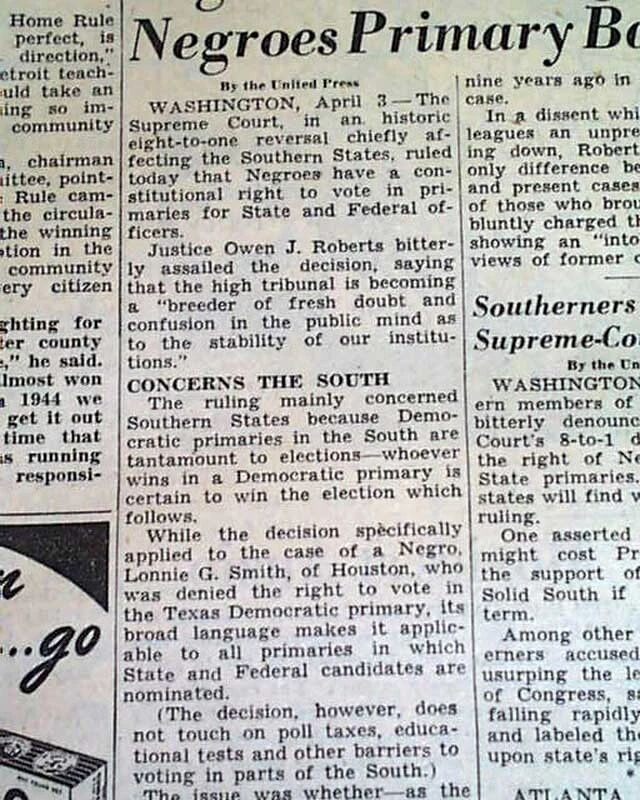 Home Rule
perfect, is
direction,"
etroit teach-
uld take an
ing so im-
community
a, chairman
ittee, point-
Rule cam-
the circula-
the winning
tion in the
community
ery citizen
ghting for
ter county
," he said.
lmost won
1944 we
get it out
time that
s running
responsi-
...go
Negroes Primary Ba
By the United Press
WASHINGTON, April 3—The
Supreme Court, in an historic
eight-to-one reversal chiefly af-
fecting the Southern States, ruled
today that Negroes have a con-
stitutional right to vote in pri-
maries for State and Federal of-
ficers.
Justice Owen J. Roberts bitter-
ly assailed the decision, saying
that the high tribunal is becoming
a "breeder of fresh doubt and
confusion in the public mind as
to the stability of our institu-
tions."
CONCERNS THE SOUTH
The ruling mainly concerned
Southern States because Demo-
cratic primaries in the South are
tantamount to elections—whoever
wins in a Democratic primary is
certain to win the election which
follows.
While the decision specifically
applied to the case of a Negro,
Lonnie G. Smith, of Houston, who
was denied the right to vote in
the Texas Democratic primary, its
broad language makes it applic-
able to all primaries in which
State and Federal candidates are
nominated.
(The decision, however, does
not touch on poll taxes, educa-
tional tests and other barriers to
voting in parts of the South.)
The issue was whether—as the
nine years ago in
case.
In a dissent whi
leagues an unpre
ing down, Robert
only difference be
and present cases
of those who brou
bluntly charged th
showing an "into
views of former c
Southerners
Supreme-Cou
By the Un
WASHINGTON
ern members of
bitterly denounc
Court's 8-to-1 d
the right of Ne
State primaries.
states will find w
ruling.
One asserted
might cost Pr
the support of
Solid South if
term.
Among other
erners accused
usurping the le
of Congress, sa
falling rapidly
and labeled the
upon state's rig
ATLANTA